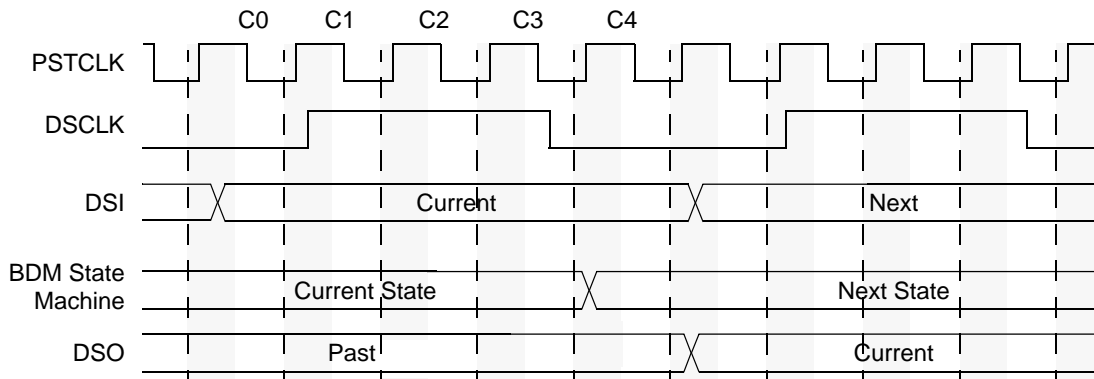 C0 C1 C2 C3 C4
PSTCLK
DSCLK
DSI Current Next
BDM State
Machine Current State Next State
DSO Past Current